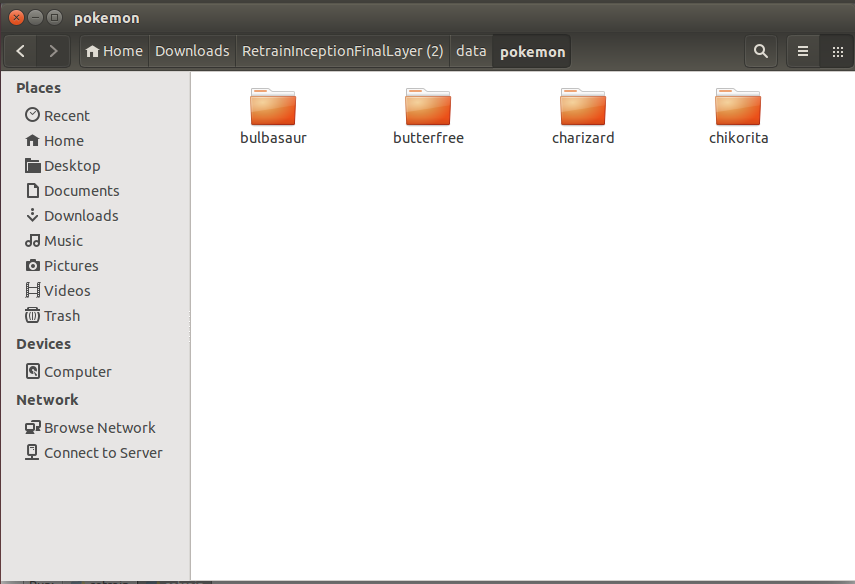 pokemon
Home Downloads RetrainInceptionFinalLayer (2) data pokemon
Places
Recent
Home
Desktop
Documents
Downloads
Music
Pictures
Videos
Trash
Devices
Computer
Network
Browse Network
Connect to Server
bulbasaur butterfree charizard chikorita